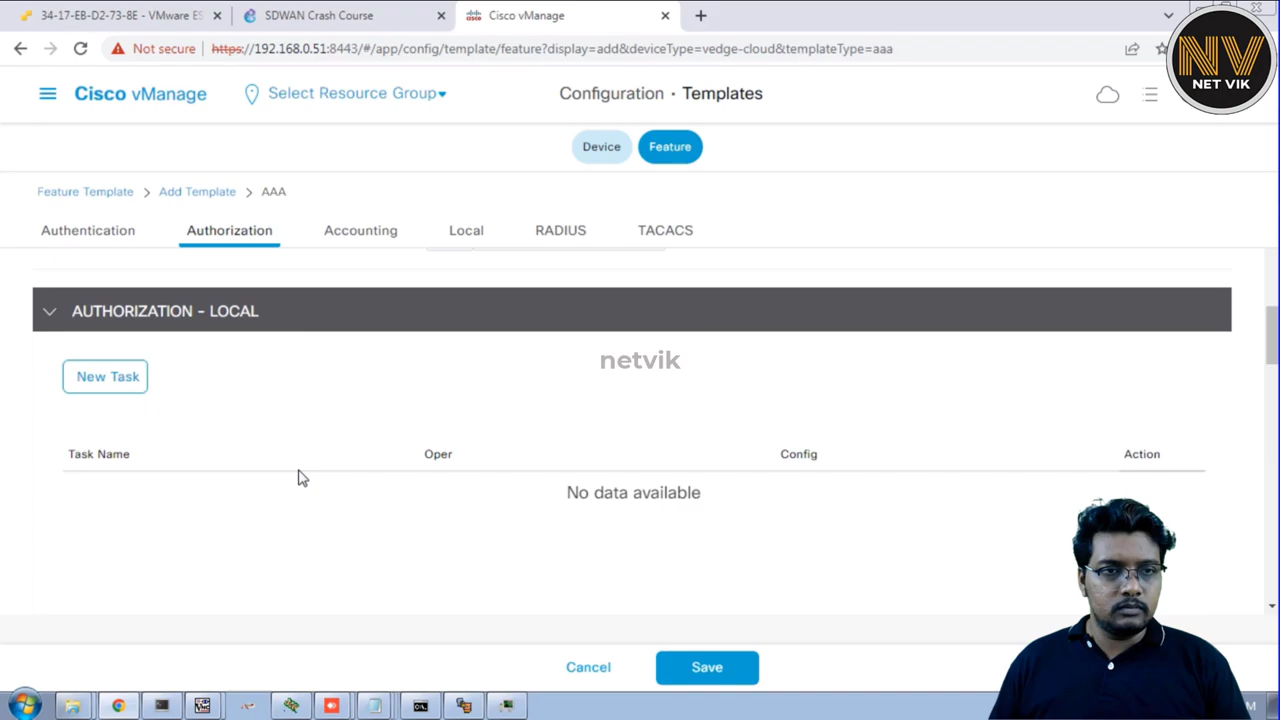 34-17-EB-D2-73-8E - VMware ES
SDWAN Crash Course
Cisco vManage
Not secure
https://192.168.0.51:8443/#/app/config/template/feature?display=add&deviceType=vedge-cloud&templateType=aaa
NV
NET VIK
Cisco vManage
Select Resource Group
Configuration · Templates
Device
Feature
Feature Template > Add Template > AAA
Authentication
Authorization
Accounting
Local
RADIUS
TACACS
AUTHORIZATION - LOCAL
netvik
New Task
Task Name
Oper
Config
Action
No data available
Cancel
Save